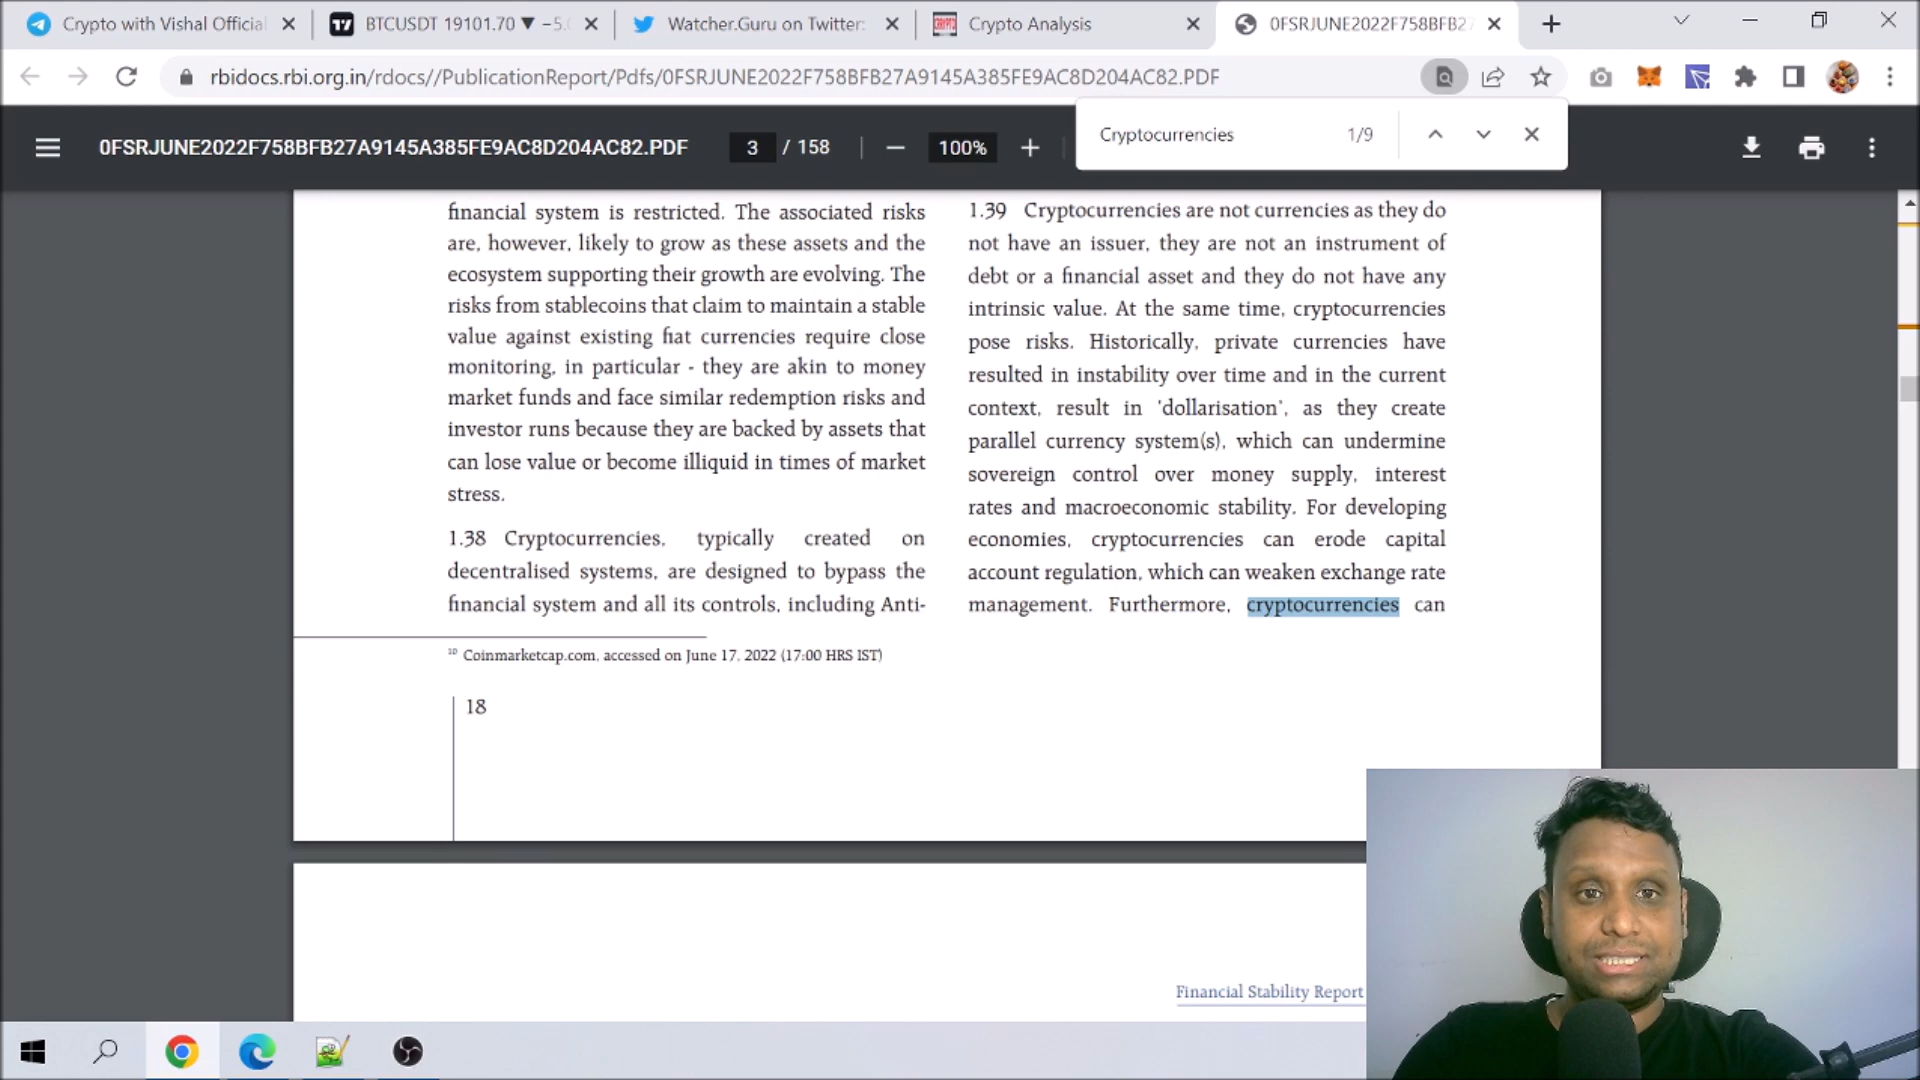 Crypto with Vishal Official
BTCUSDT 19101.70 ▼ −5.
Watcher.Guru on Twitter:
Crypto Analysis
0FSRJUNE2022F758BFB27
rbidocs.rbi.org.in/rdocs//PublicationReport/Pdfs/0FSRJUNE2022F758BFB27A9145A385FE9AC8D204AC82.PDF
0FSRJUNE2022F758BFB27A9145A385FE9AC8D204AC82.PDF
3 / 158
100%
Cryptocurrencies
1/9
financial system is restricted. The associated risks
are, however, likely to grow as these assets and the
ecosystem supporting their growth are evolving. The
risks from stablecoins that claim to maintain a stable
value against existing fiat currencies require close
monitoring, in particular - they are akin to money
market funds and face similar redemption risks and
investor runs because they are backed by assets that
can lose value or become illiquid in times of market
stress.
1.38 Cryptocurrencies, typically created on
decentralised systems, are designed to bypass the
financial system and all its controls, including Anti-
1.39 Cryptocurrencies are not currencies as they do
not have an issuer, they are not an instrument of
debt or a financial asset and they do not have any
intrinsic value. At the same time, cryptocurrencies
pose risks. Historically, private currencies have
resulted in instability over time and in the current
context, result in 'dollarisation', as they create
parallel currency system(s), which can undermine
sovereign control over money supply, interest
rates and macroeconomic stability. For developing
economies, cryptocurrencies can erode capital
account regulation, which can weaken exchange rate
management. Furthermore, cryptocurrencies can
10 Coinmarketcap.com, accessed on June 17, 2022 (17:00 HRS IST)
18
Financial Stability Report